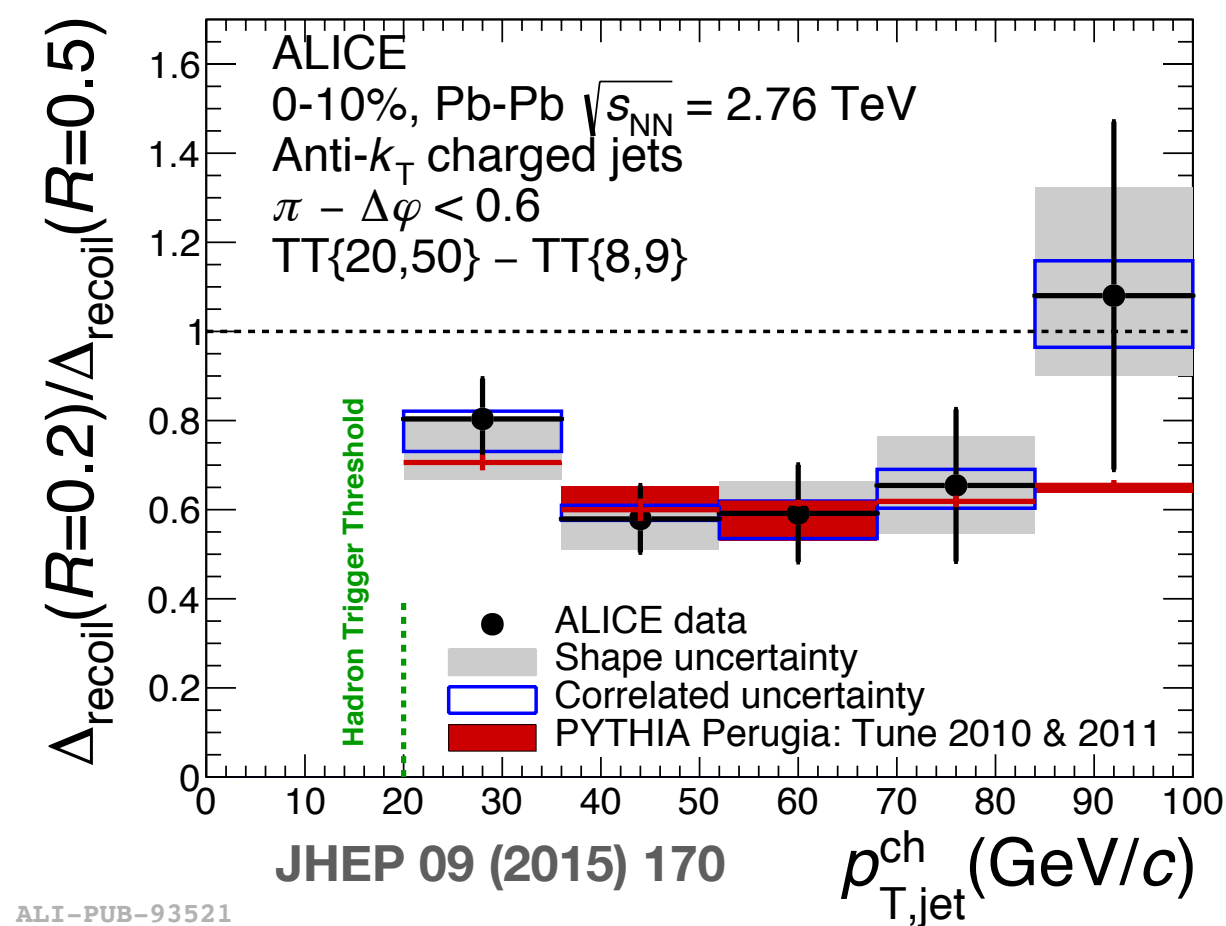 ALICE
0-10%, Pb-Pb √sNN = 2.76 TeV
Anti-kT charged jets
π − Δφ < 0.6
TT{20,50} − TT{8,9}
Δrecoil(R=0.2)/Δrecoil(R=0.5)
1.6
1.4
1.2
1
0.8
0.6
0.4
0.2
0
Hadron Trigger Threshold
ALICE data
Shape uncertainty
Correlated uncertainty
PYTHIA Perugia: Tune 2010 & 2011
0 10 20 30 40 50 60 70 80 90 100
JHEP 09 (2015) 170
p ch T,jet (GeV/c)
ALI-PUB-93521